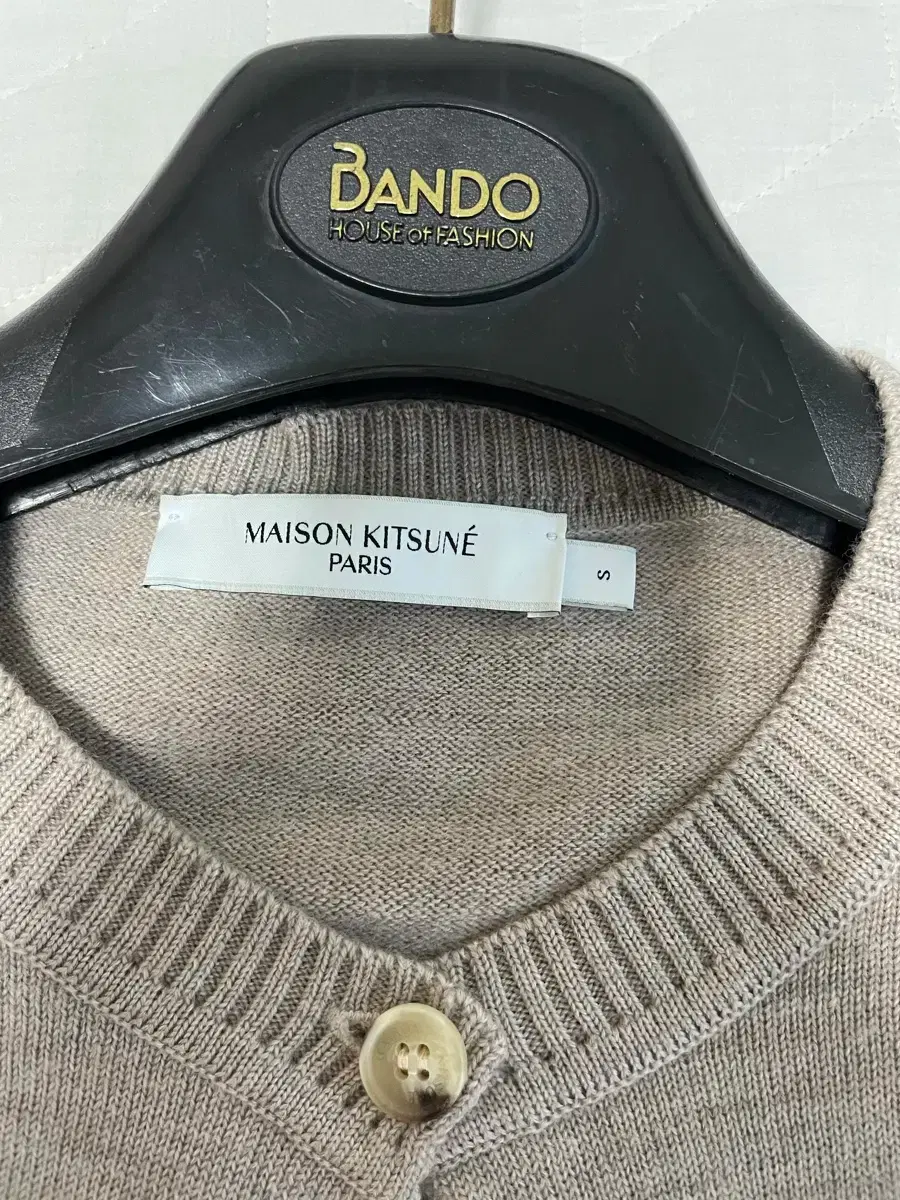 BANDO
HOUSE of FASHION
MAISON KITSUNÉ
PARIS
S